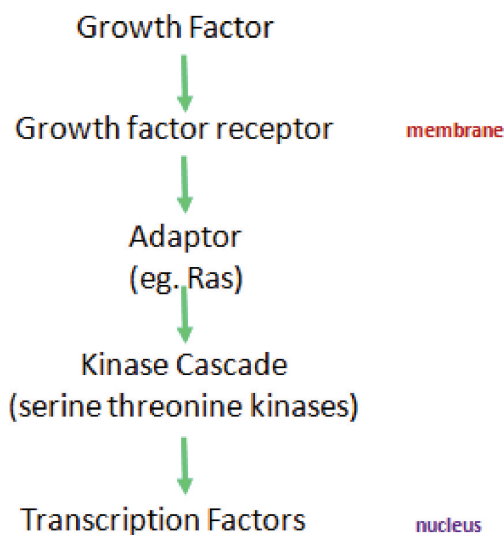 Growth Factor
Growth factor receptor membrane
Adaptor
(eg. Ras)
Kinase Cascade
(serine threonine kinases)
Transcription Factors nucleus